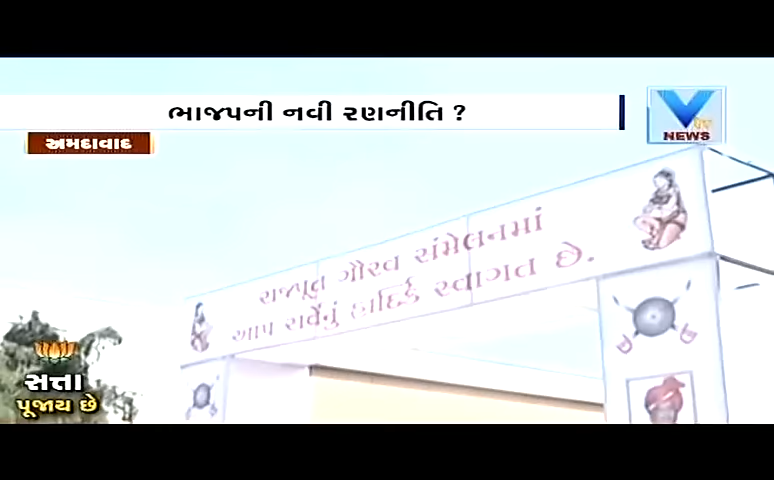 ભાજપની નવી રણનીતિ ?
NEWS
અમદાવાદ
રાજપૂત ગૌરવ સંમેલનમાં
આપ સર્વેનું હાર્દિક સ્વાગત છે.
સત્તા
પૂજાય છે